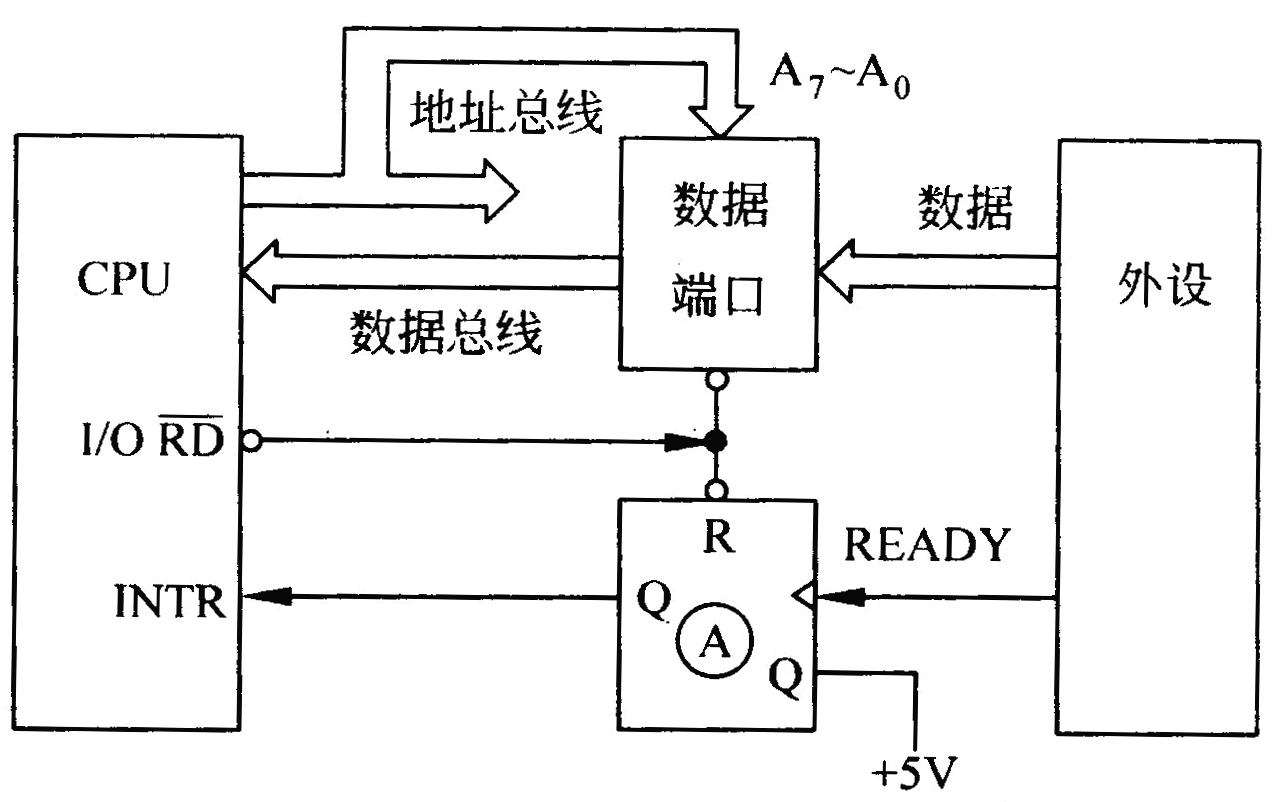 A₇~A₀
地址总线
数据
端口
数据
CPU
外设
数据总线
I/O R̅D̅
R
READY
INTR
Q
A
Q
+5V